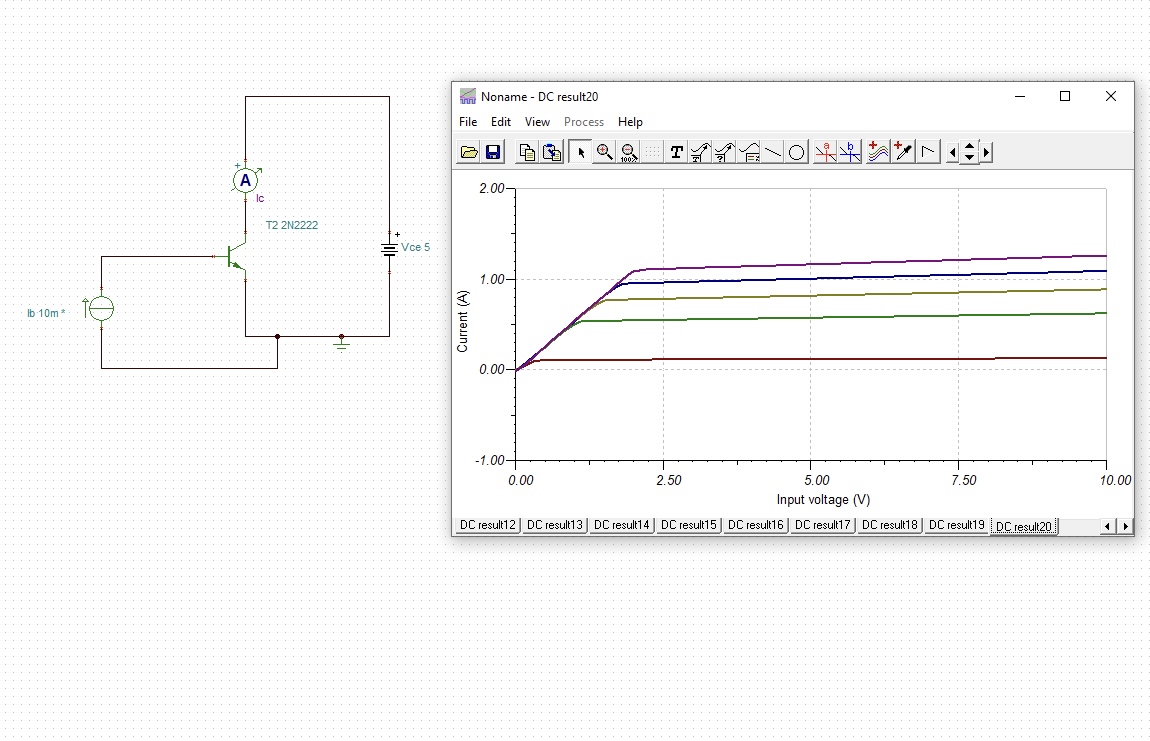 Noname - DC result20
File Edit View Process Help
T
100%
a
b
+
A
Ic
T2 2N2222
+
Vce 5
Ib 10m *
2.00
1.00
0.00
-1.00
Current (A)
0.00 2.50 5.00 7.50 10.00
Input voltage (V)
DC result12 DC result13 DC result14 DC result15 DC result16 DC result17 DC result18 DC result19 DC result20